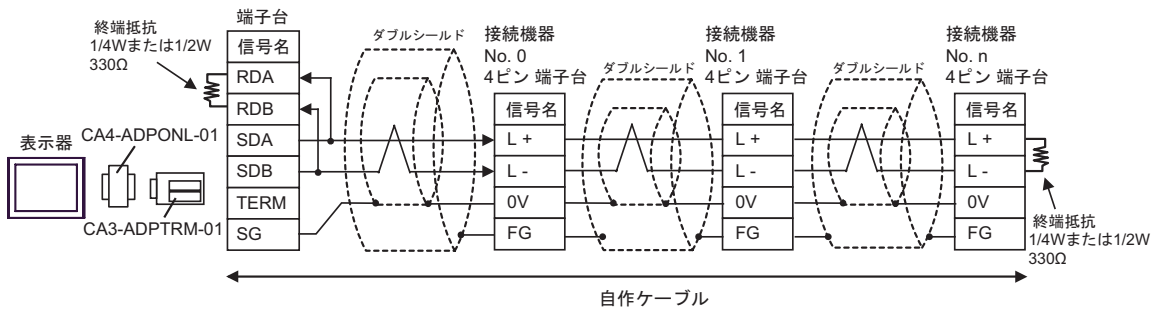 端子台
終端抵抗
1/4Wまたは1/2W
330Ω
信号名
RDA
RDB
SDA
SDB
TERM
SG
表示器
CA4-ADPONL-01
CA3-ADPTRM-01
ダブルシールド
接続機器
No. 0
4ピン 端子台
信号名
L +
L -
0V
FG
ダブルシールド
接続機器
No. 1
4ピン 端子台
信号名
L +
L -
0V
FG
ダブルシールド
接続機器
No. n
4ピン 端子台
信号名
L +
L -
0V
FG
終端抵抗
1/4Wまたは1/2W
330Ω
自作ケーブル